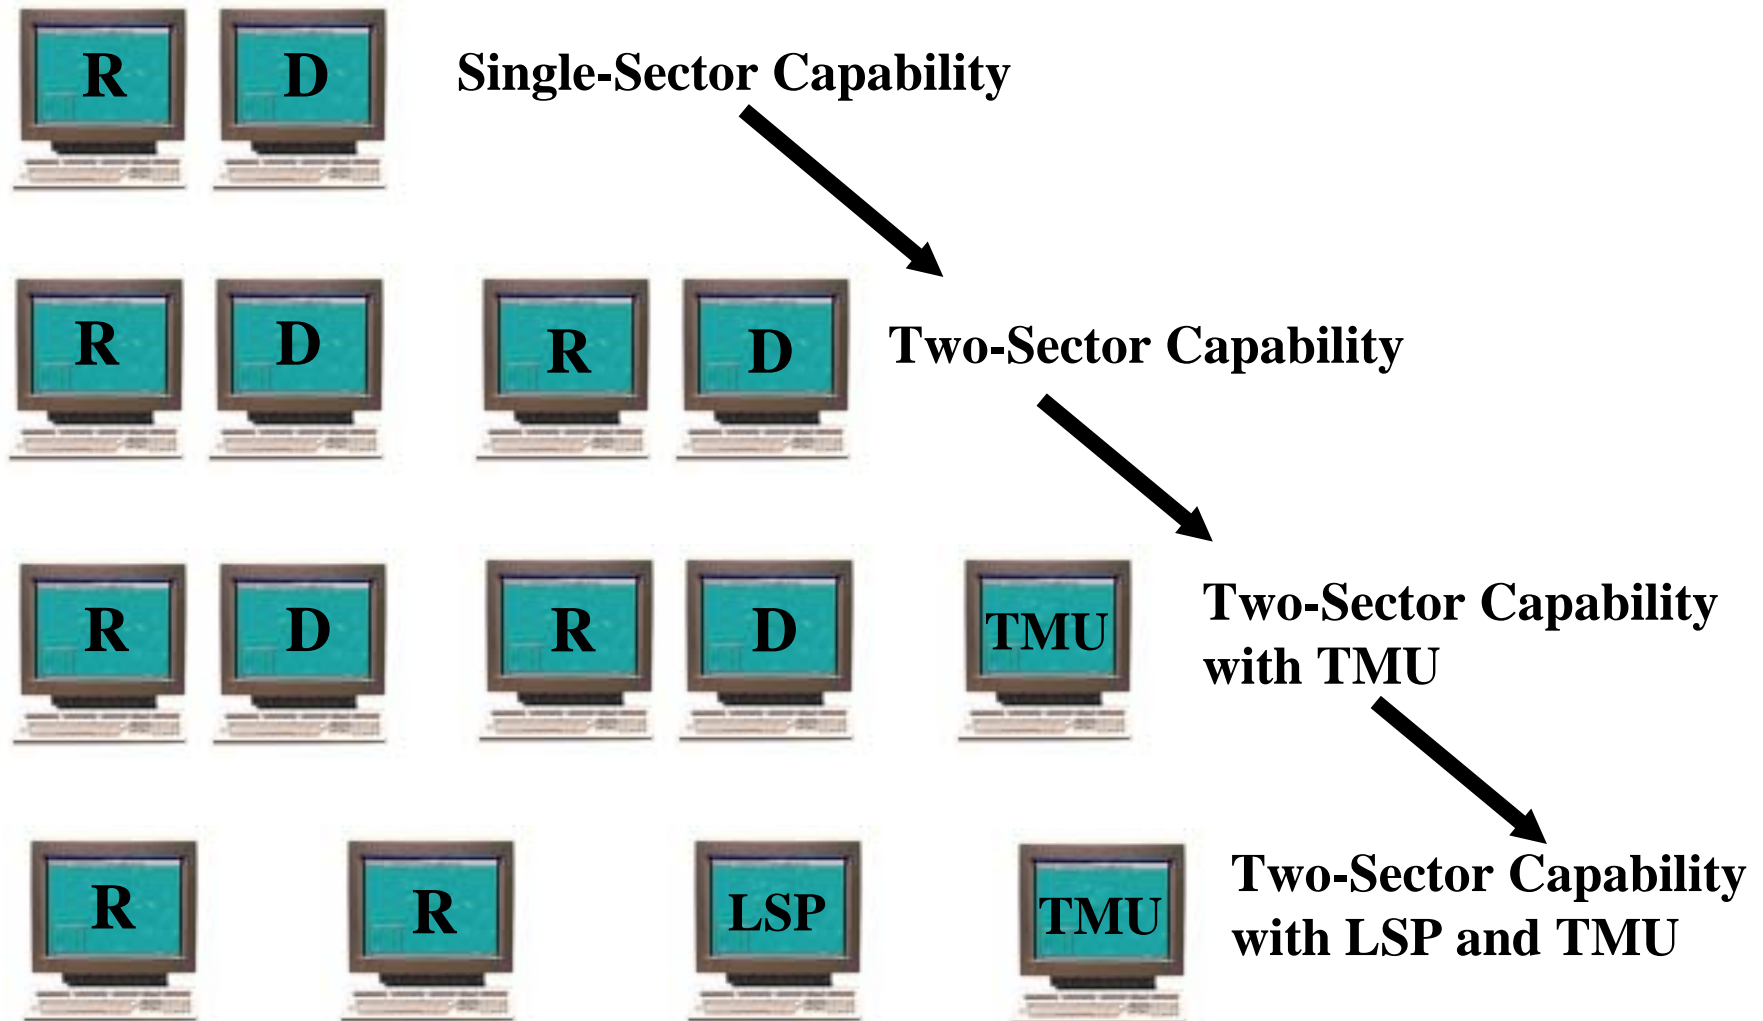 R D Single-Sector Capability
R D R D Two-Sector Capability
R D R D TMU Two-Sector Capability
with TMU
R R LSP TMU Two-Sector Capability
with LSP and TMU